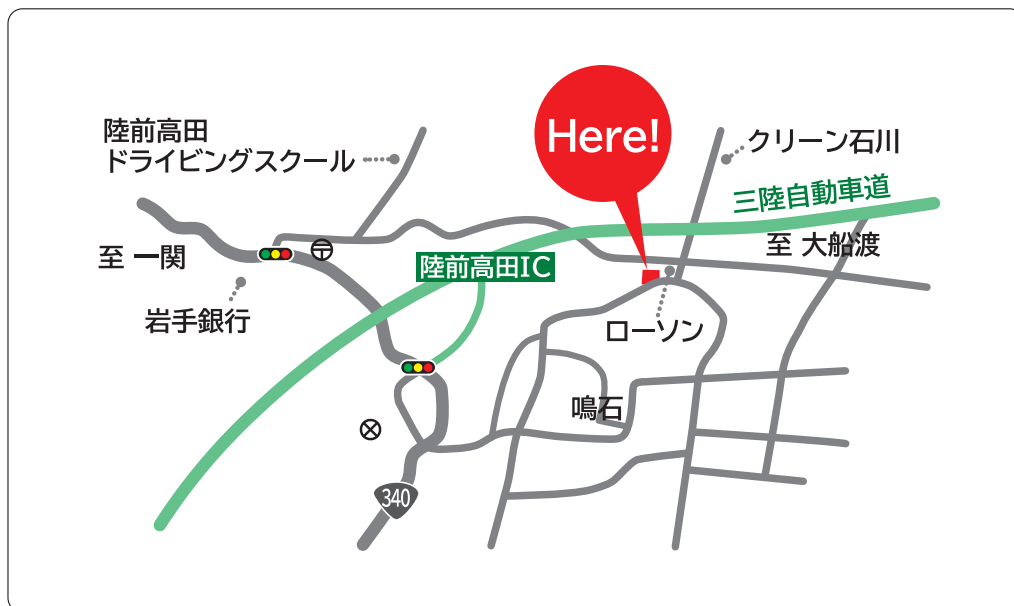 陸前高田
ドライビングスクール
Here!
クリーン石川
三陸自動車道
至 大船渡
至 一関
陸前高田IC
岩手銀行
ローソン
鳴石
340